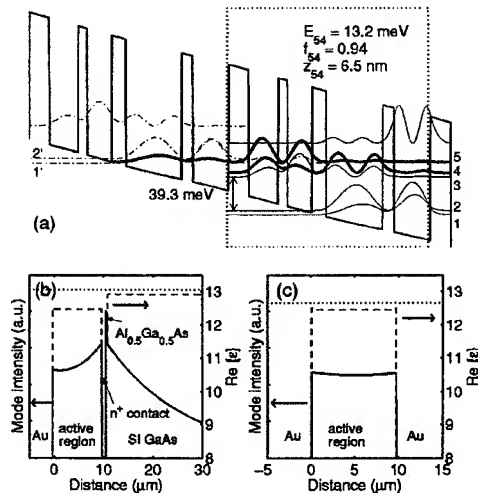 E54 = 13.2 meV
f54 = 0.94
z54 = 6.5 nm
2'
1'
5
4
3
2
1
39.3 meV
(a)
(b)
Mode intensity (a.u.)
Al0.5Ga0.5As
n+ contact
Au
active
region
SI GaAs
13
12
11
10
9
8
Re {ε}
0
10
20
30
Distance (μm)
(c)
Mode intensity (a.u.)
Au
active
region
Au
13
12
11
10
9
8
Re {ε}
-5
0
5
10
15
Distance (μm)